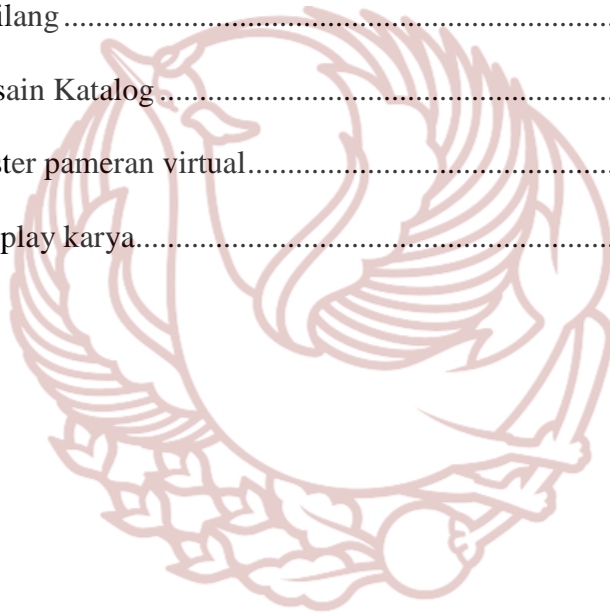 ilang........................................................................
sain Katalog............................................................
ster pameran virtual................................................
play karya...............................................................